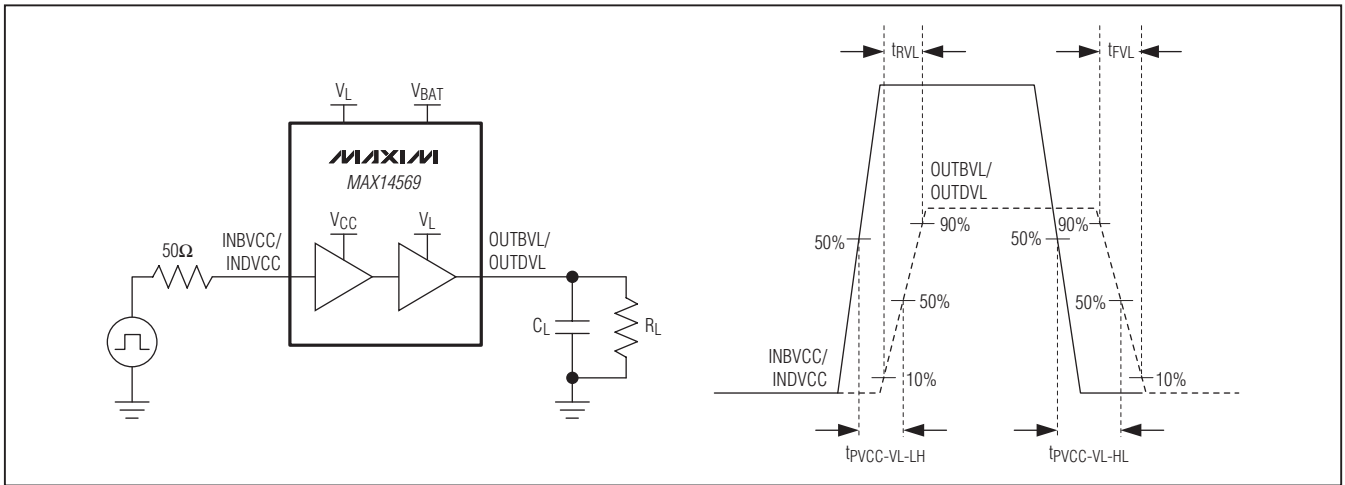 VL
VBAT
MAXIM
MAX14569
VCC
VL
50Ω
INBVCC/
INDVCC
OUTBVL/
OUTDVL
CL
RL
tRVL
tFVL
OUTBVL/
OUTDVL
90%
90%
50%
50%
50%
50%
INBVCC/
INDVCC
10%
10%
tPVCC-VL-LH
tPVCC-VL-HL